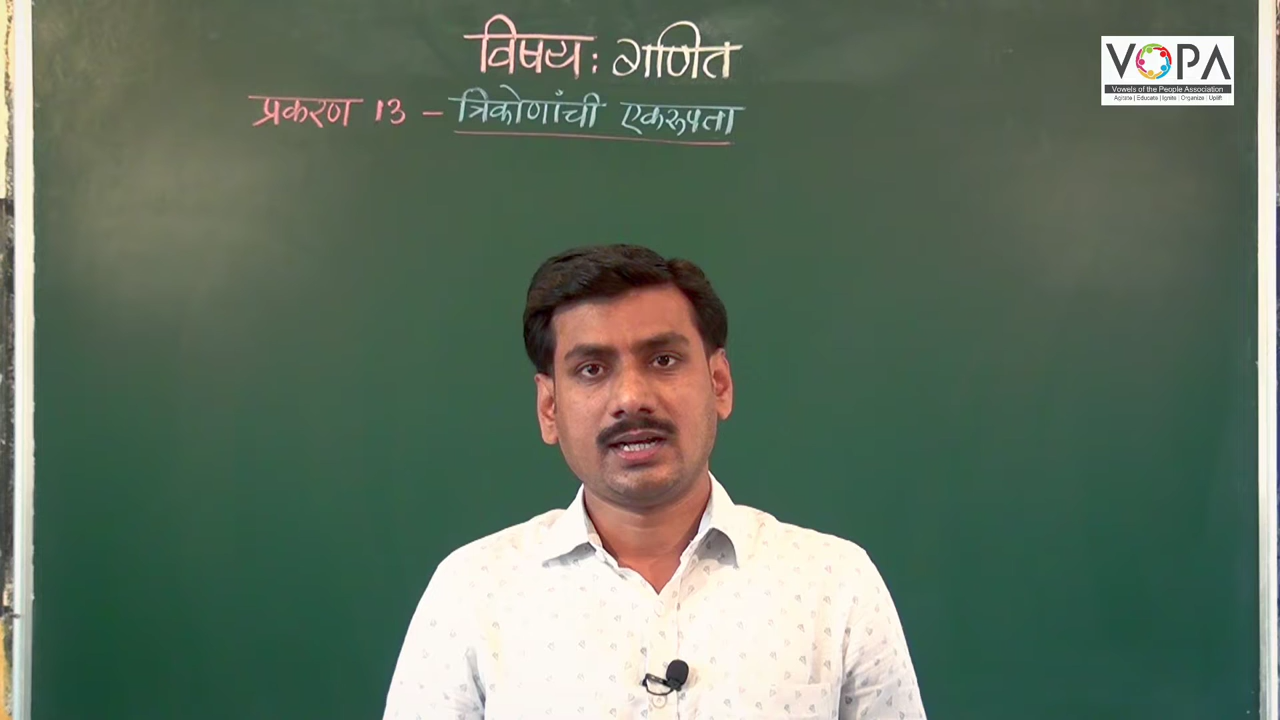 विषय : गणित
प्रकरण 13 - त्रिकोणांची एकरूपता
VOPA
Vowels of the People Association
Agitate | Educate | Ignite | Organize | Uplift